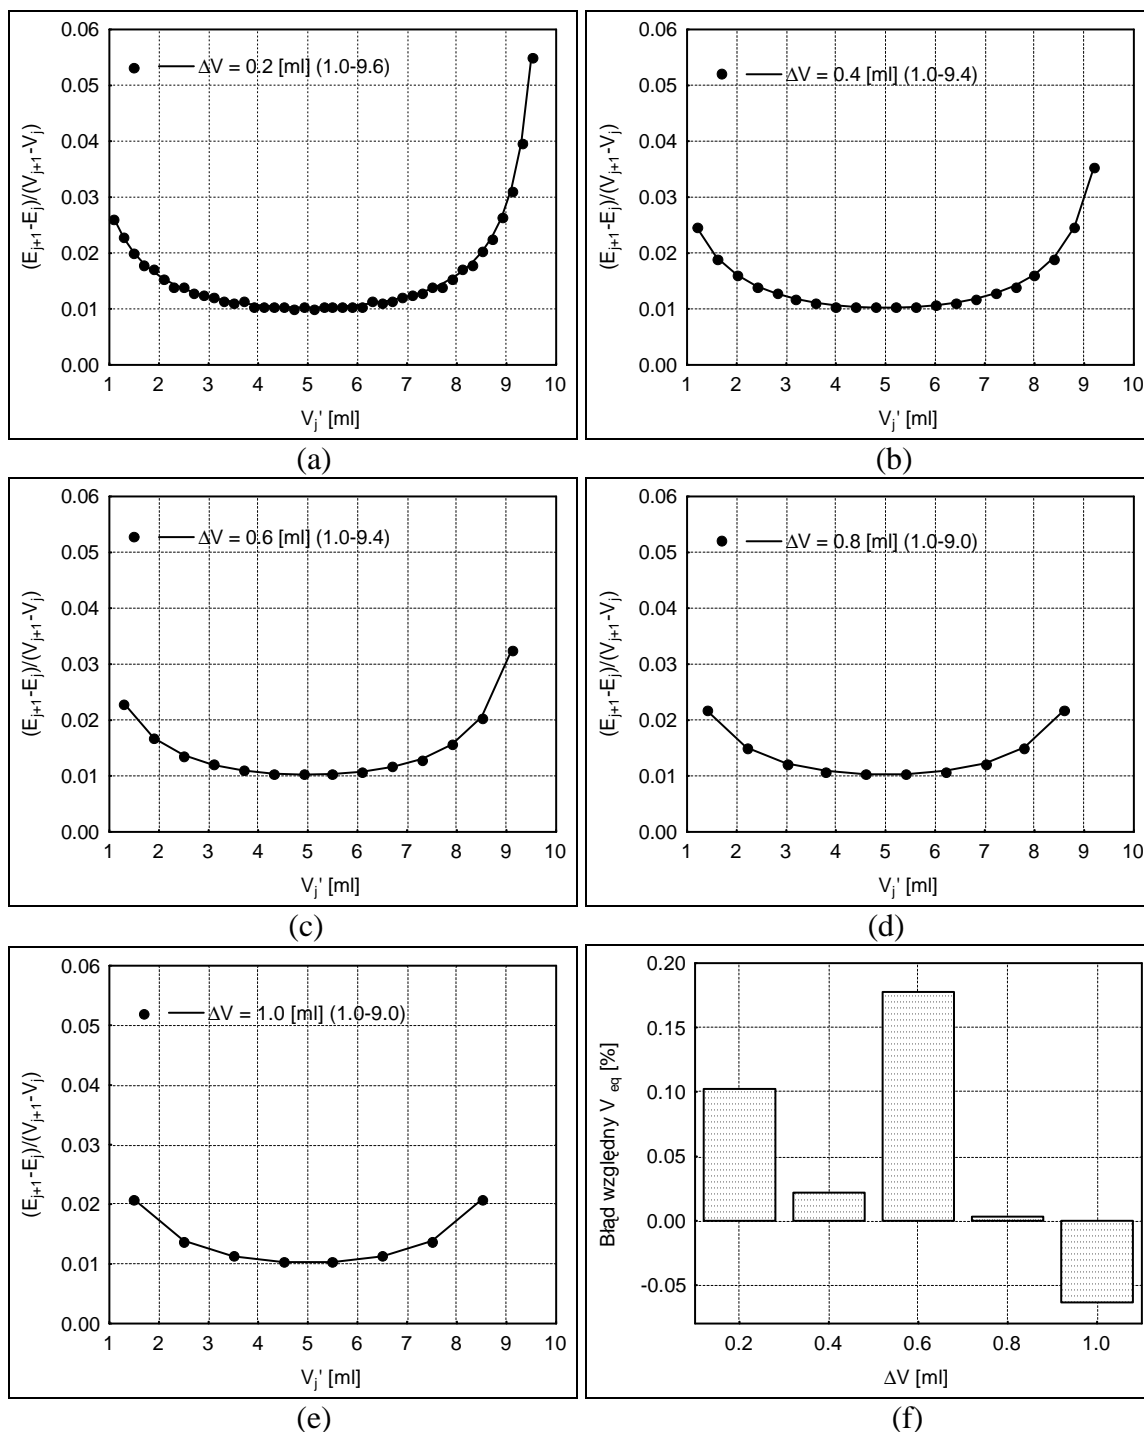 0.06
0.05
0.04
0.03
0.02
0.01
0.00
(E_{j+1}-E_j)/(V_{j+1}-V_j)
ΔV = 0.2 [ml] (1.0-9.6)
1 2 3 4 5 6 7 8 9 10
V_j' [ml]
(a)
0.06
0.05
0.04
0.03
0.02
0.01
0.00
(E_{j+1}-E_j)/(V_{j+1}-V_j)
ΔV = 0.4 [ml] (1.0-9.4)
1 2 3 4 5 6 7 8 9 10
V_j' [ml]
(b)
0.06
0.05
0.04
0.03
0.02
0.01
0.00
(E_{j+1}-E_j)/(V_{j+1}-V_j)
ΔV = 0.6 [ml] (1.0-9.4)
1 2 3 4 5 6 7 8 9 10
V_j' [ml]
(c)
0.06
0.05
0.04
0.03
0.02
0.01
0.00
(E_{j+1}-E_j)/(V_{j+1}-V_j)
ΔV = 0.8 [ml] (1.0-9.0)
1 2 3 4 5 6 7 8 9 10
V_j' [ml]
(d)
0.06
0.05
0.04
0.03
0.02
0.01
0.00
(E_{j+1}-E_j)/(V_{j+1}-V_j)
ΔV = 1.0 [ml] (1.0-9.0)
1 2 3 4 5 6 7 8 9 10
V_j' [ml]
(e)
0.20
0.15
0.10
0.05
0.00
-0.05
Błąd względny V_{eq} [%]
0.2 0.4 0.6 0.8 1.0
ΔV [ml]
(f)